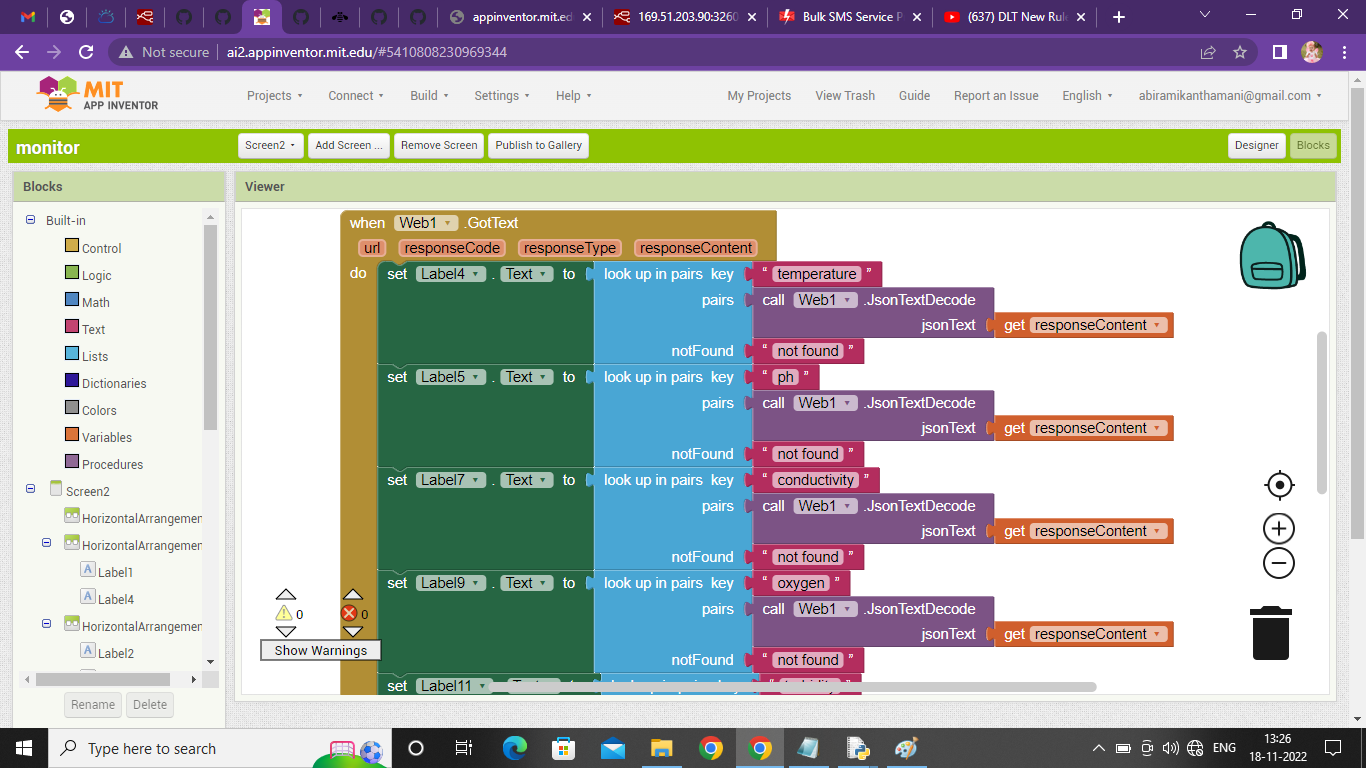 appinventor.mit.ed
169.51.203.90:3260
Bulk SMS Service P
(637) DLT New Rul
Not secure
ai2.appinventor.mit.edu/#5410808230969344
MIT
APP INVENTOR
Projects
Connect
Build
Settings
Help
My Projects
View Trash
Guide
Report an Issue
English
abiramikanthamani@gmail.com
monitor
Screen2
Add Screen ...
Remove Screen
Publish to Gallery
Designer
Blocks
Blocks
Viewer
Built-in
Control
Logic
Math
Text
Lists
Dictionaries
Colors
Variables
Procedures
Screen2
HorizontalArrangemen
HorizontalArrangemen
A Label1
A Label4
HorizontalArrangemen
A Label2
Rename
Delete
when Web1 .GotText
url responseCode responseType responseContent
do set Label4 . Text to look up in pairs key “ temperature ”
pairs call Web1 .JsonTextDecode
jsonText get responseContent
notFound “ not found ”
set Label5 . Text to look up in pairs key “ ph ”
pairs call Web1 .JsonTextDecode
jsonText get responseContent
notFound “ not found ”
set Label7 . Text to look up in pairs key “ conductivity ”
pairs call Web1 .JsonTextDecode
jsonText get responseContent
notFound “ not found ”
set Label9 . Text to look up in pairs key “ oxygen ”
pairs call Web1 .JsonTextDecode
jsonText get responseContent
notFound “ not found ”
set Label11
0
0
Show Warnings
Type here to search
ENG
13:26
18-11-2022